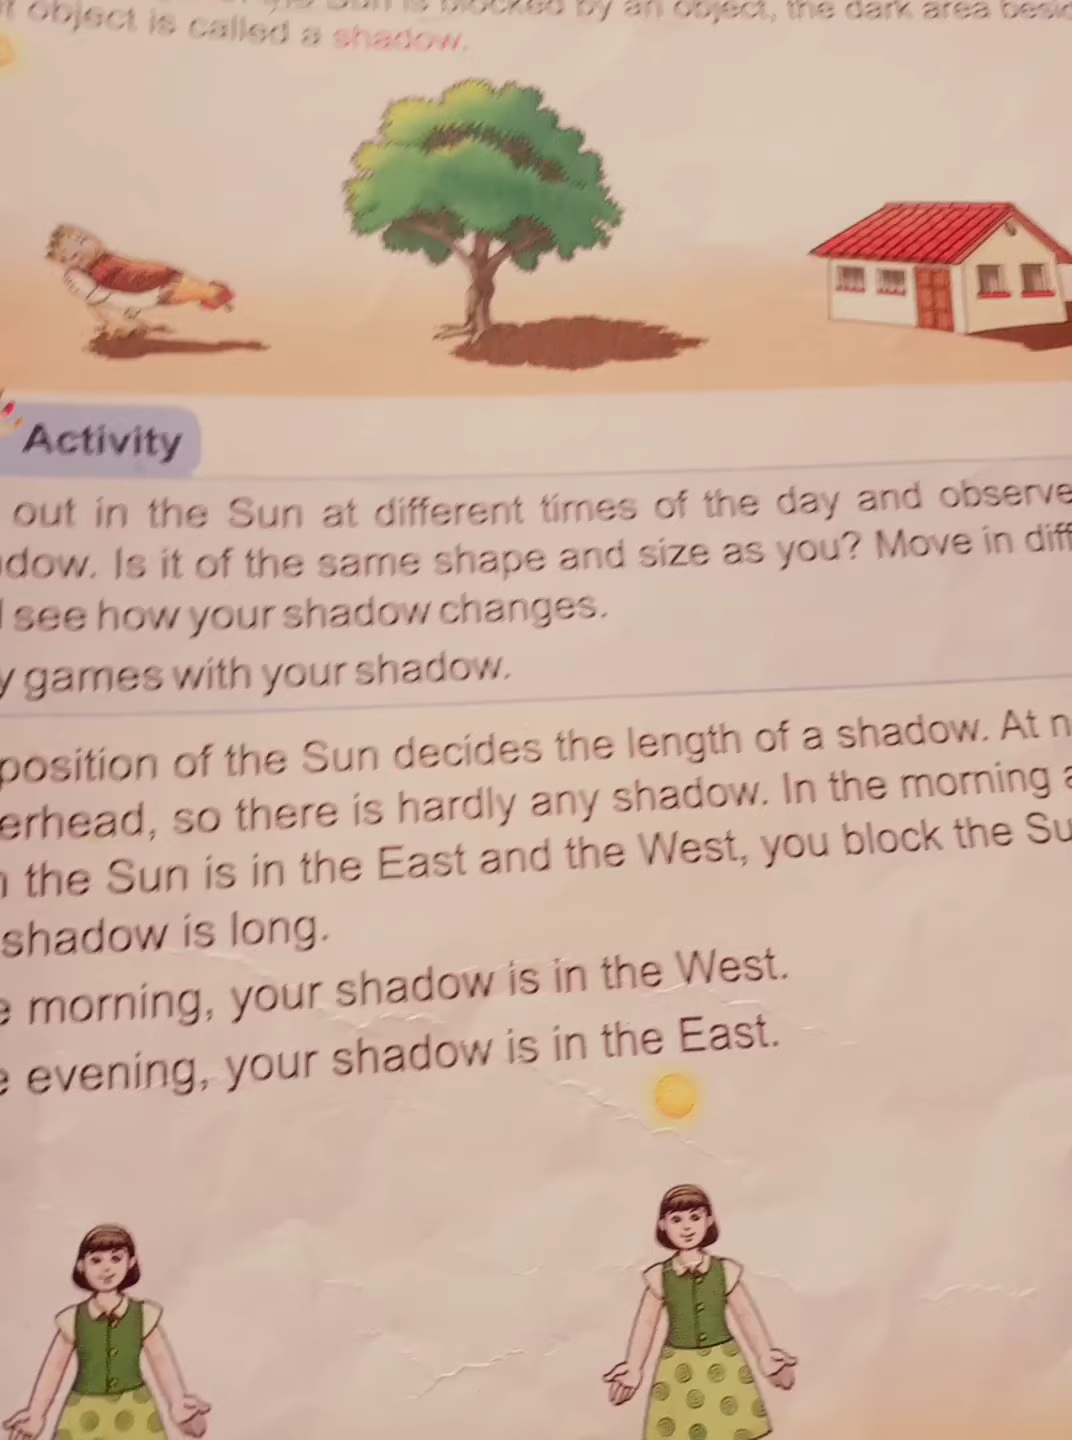 object is called a shadow.
Activity
out in the Sun at different times of the day and observe
dow. Is it of the same shape and size as you? Move in diff
see how your shadow changes.
y games with your shadow.
position of the Sun decides the length of a shadow. At n
erhead, so there is hardly any shadow. In the morning a
the Sun is in the East and the West, you block the Su
shadow is long.
e morning, your shadow is in the West.
e evening, your shadow is in the East.